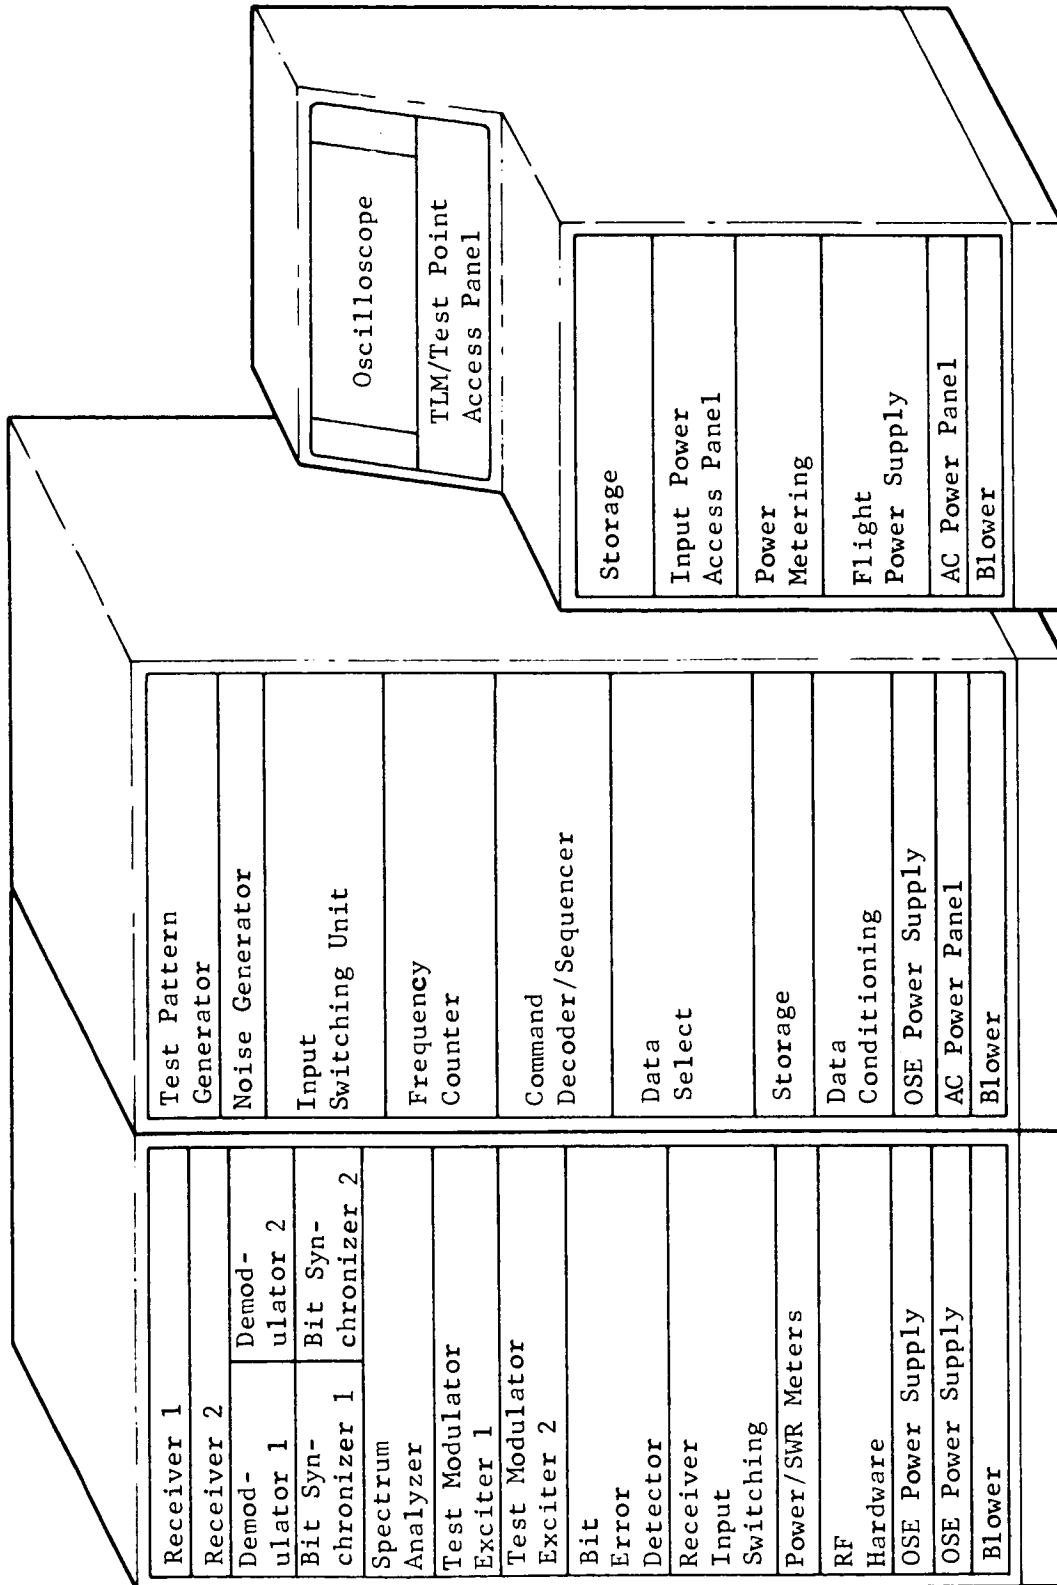 Receiver 1
Receiver 2
Demod-
ulator 1
Demod-
ulator 2
Bit Syn-
chronizer 1
Bit Syn-
chronizer 2
Spectrum
Analyzer
Test Modulator
Exciter 1
Test Modulator
Exciter 2
Bit
Error
Detector
Receiver
Input
Switching
Power/SWR Meters
RF
Hardware
OSE Power Supply
OSE Power Supply
Blower
Test Pattern
Generator
Noise Generator
Input
Switching Unit
Frequency
Counter
Command
Decoder/Sequencer
Data
Select
Storage
Data
Conditioning
OSE Power Supply
AC Power Panel
Blower
Oscilloscope
TLM/Test Point
Access Panel
Storage
Input Power
Access Panel
Power
Metering
Flight
Power Supply
AC Power Panel
Blower